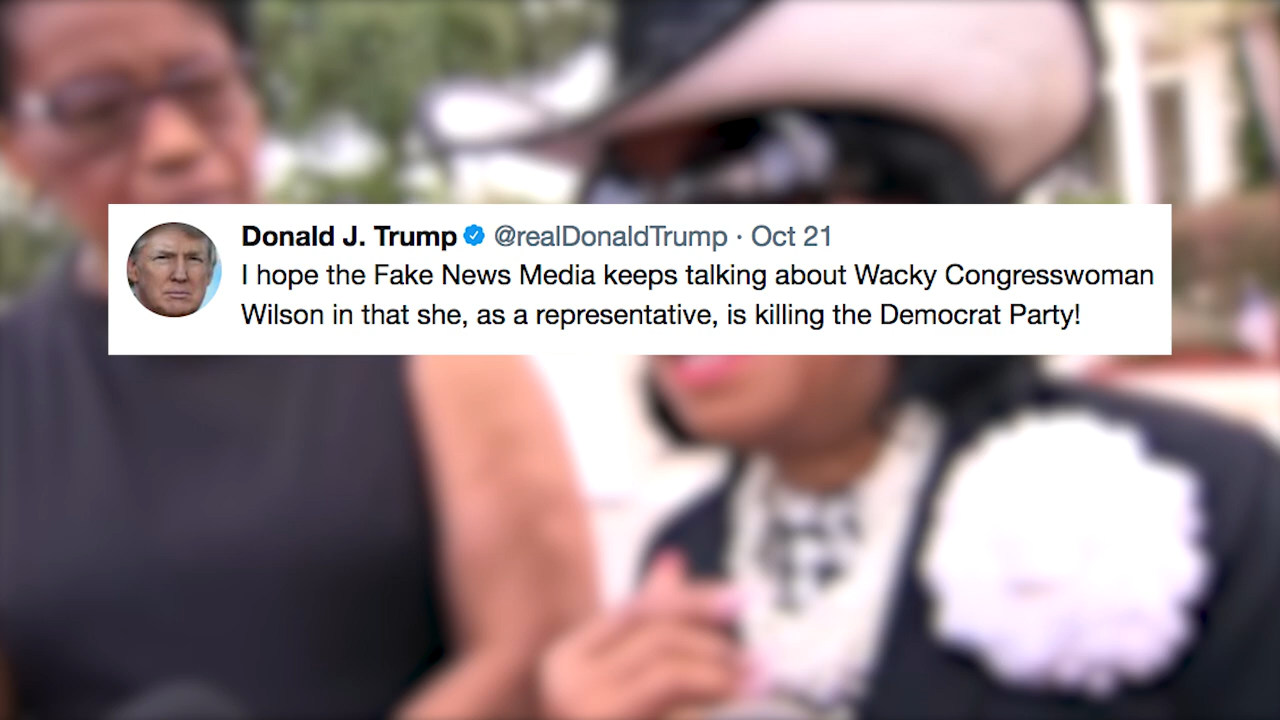 Donald J. Trump @realDonaldTrump · Oct 21
I hope the Fake News Media keeps talking about Wacky Congresswoman
Wilson in that she, as a representative, is killing the Democrat Party!